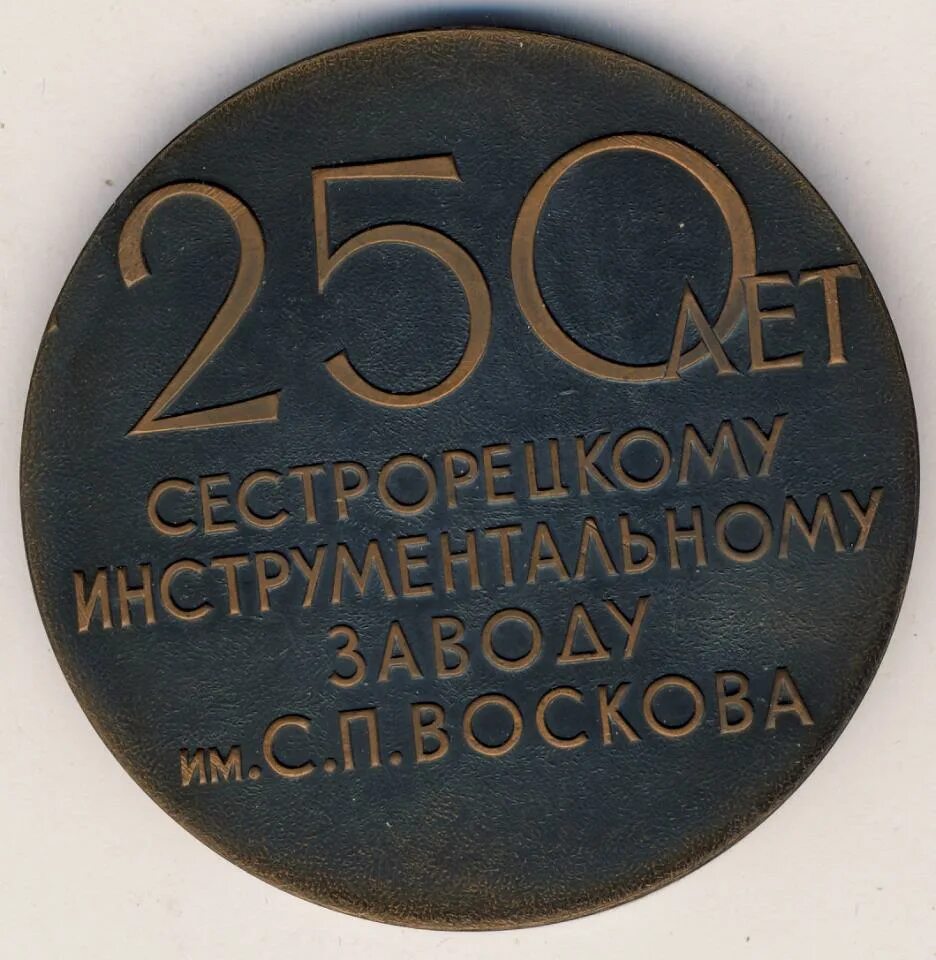 250 ЛЕТ
СЕСТРОРЕЦКОМУ
ИНСТРУМЕНТАЛЬНОМУ
ЗАВОДУ
им. С.П. ВОСКОВА